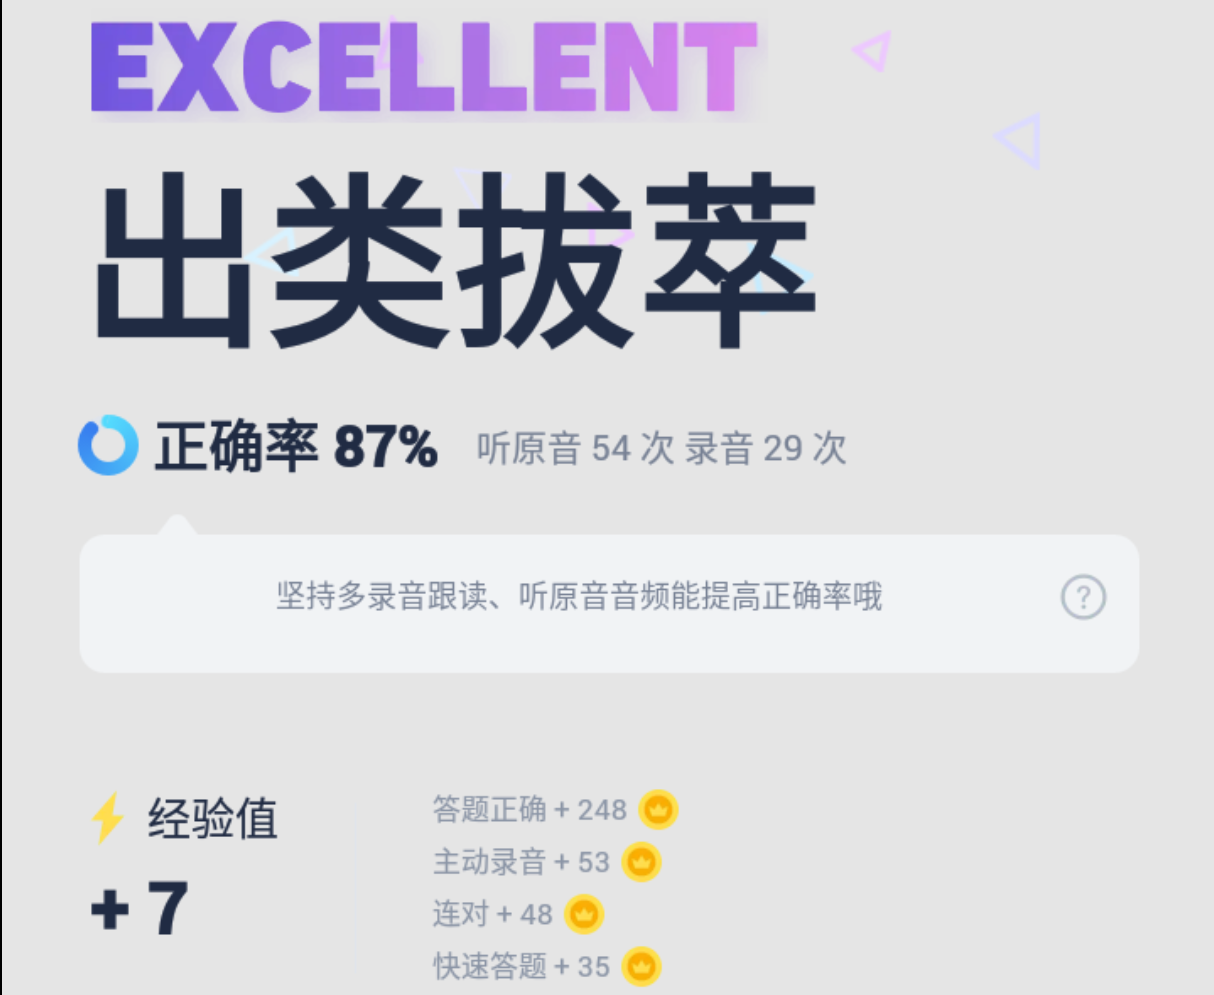 EXCELLENT
出类拔萃
正确率 87% 听原音 54 次 录音 29 次
坚持多录音跟读、听原音音频能提高正确率哦
?
经验值
+ 7
答题正确 + 248
主动录音 + 53
连对 + 48
快速答题 + 35